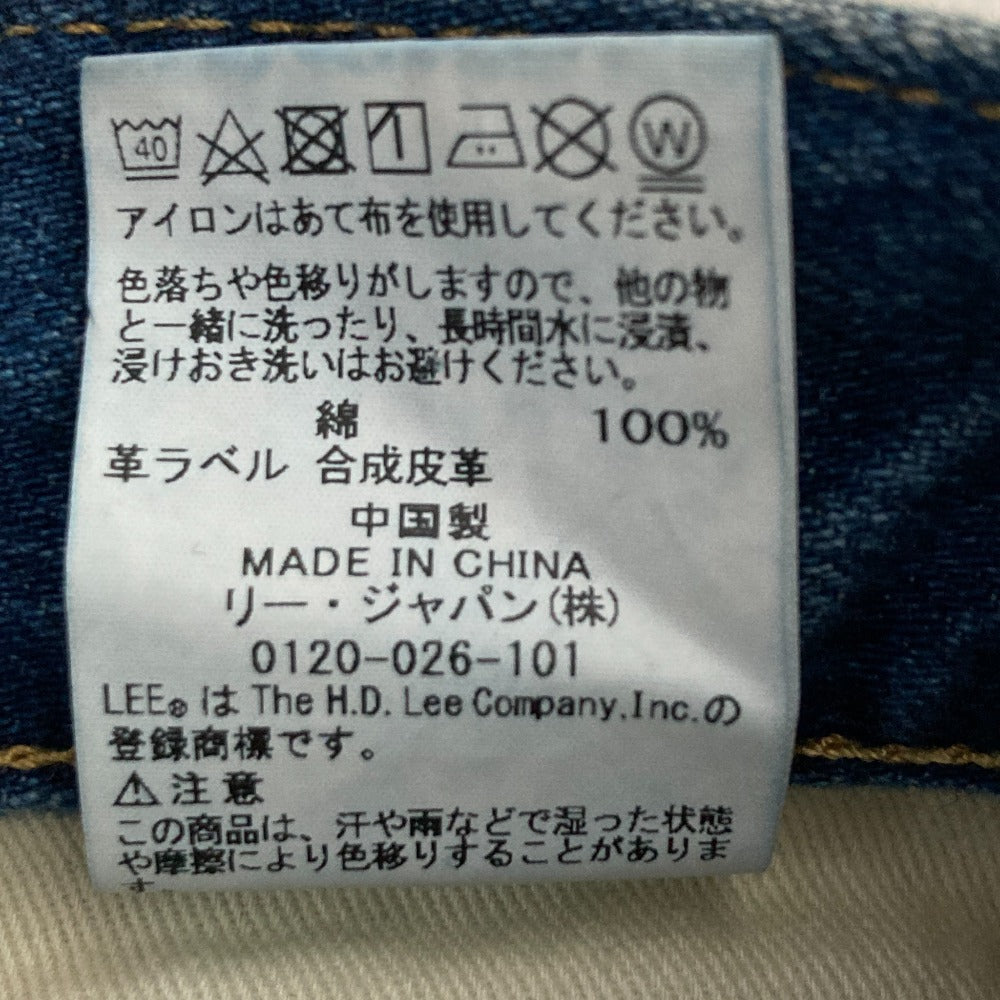 40 W
アイロンはあて布を使用してください。
色落ちや色移りがしますので、他の物
と一緒に洗ったり、長時間水に浸漬、
浸けおき洗いはお避けください。
綿 100%
革ラベル 合成皮革
中国製
MADE IN CHINA
リー・ジャパン(株)
0120-026-101
LEE®は The H.D. Lee Company,Inc.の
登録商標です。
⚠注意
この商品は、汗や雨などで湿った状態
や摩擦により色移りすることがありま